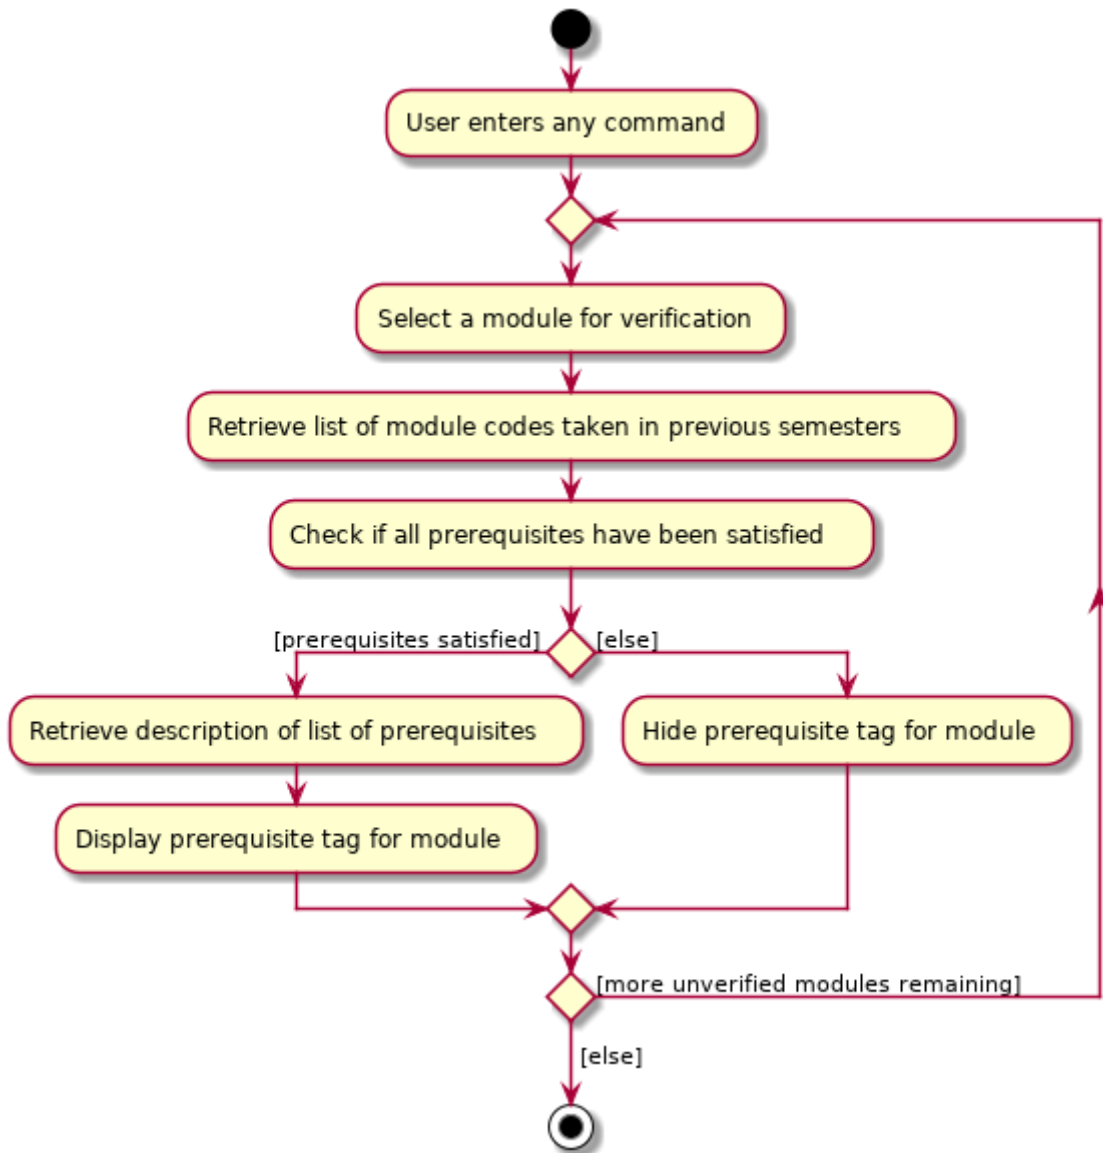 User enters any command
Select a module for verification
Retrieve list of module codes taken in previous semesters
Check if all prerequisites have been satisfied
[prerequisites satisfied]
[else]
Retrieve description of list of prerequisites
Hide prerequisite tag for module
Display prerequisite tag for module
[more unverified modules remaining]
[else]